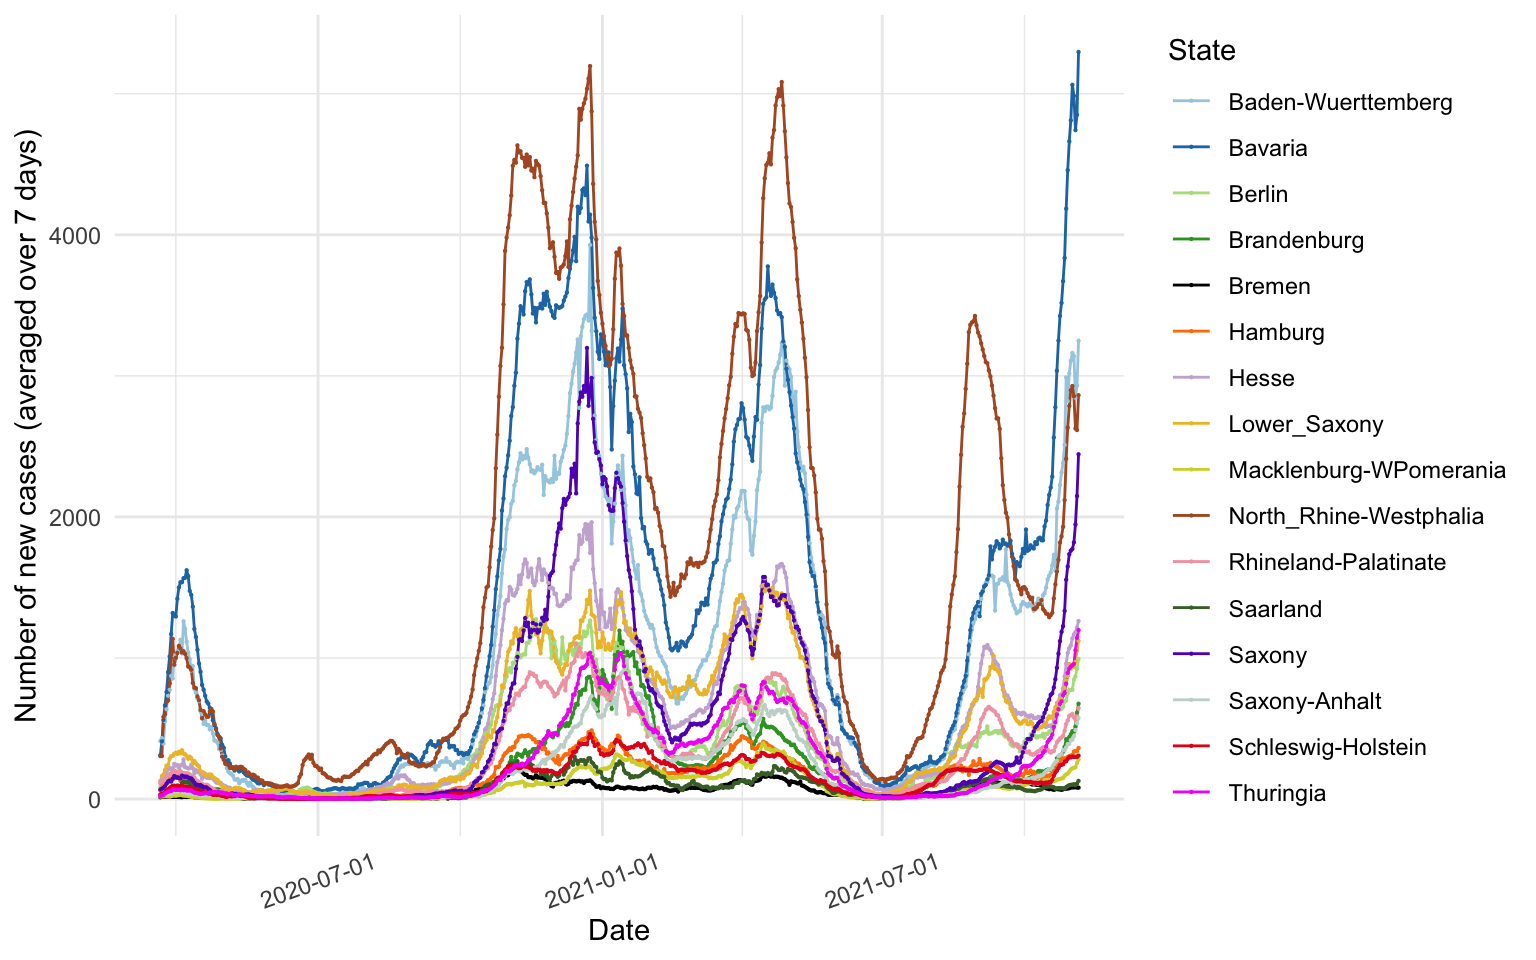 Number of new cases (averaged over 7 days)
4000
2000
0
2020-07-01
2021-01-01
2021-07-01
Date
State
Baden-Wuerttemberg
Bavaria
Berlin
Brandenburg
Bremen
Hamburg
Hesse
Lower_Saxony
Macklenburg-WPomerania
North_Rhine-Westphalia
Rhineland-Palatinate
Saarland
Saxony
Saxony-Anhalt
Schleswig-Holstein
Thuringia